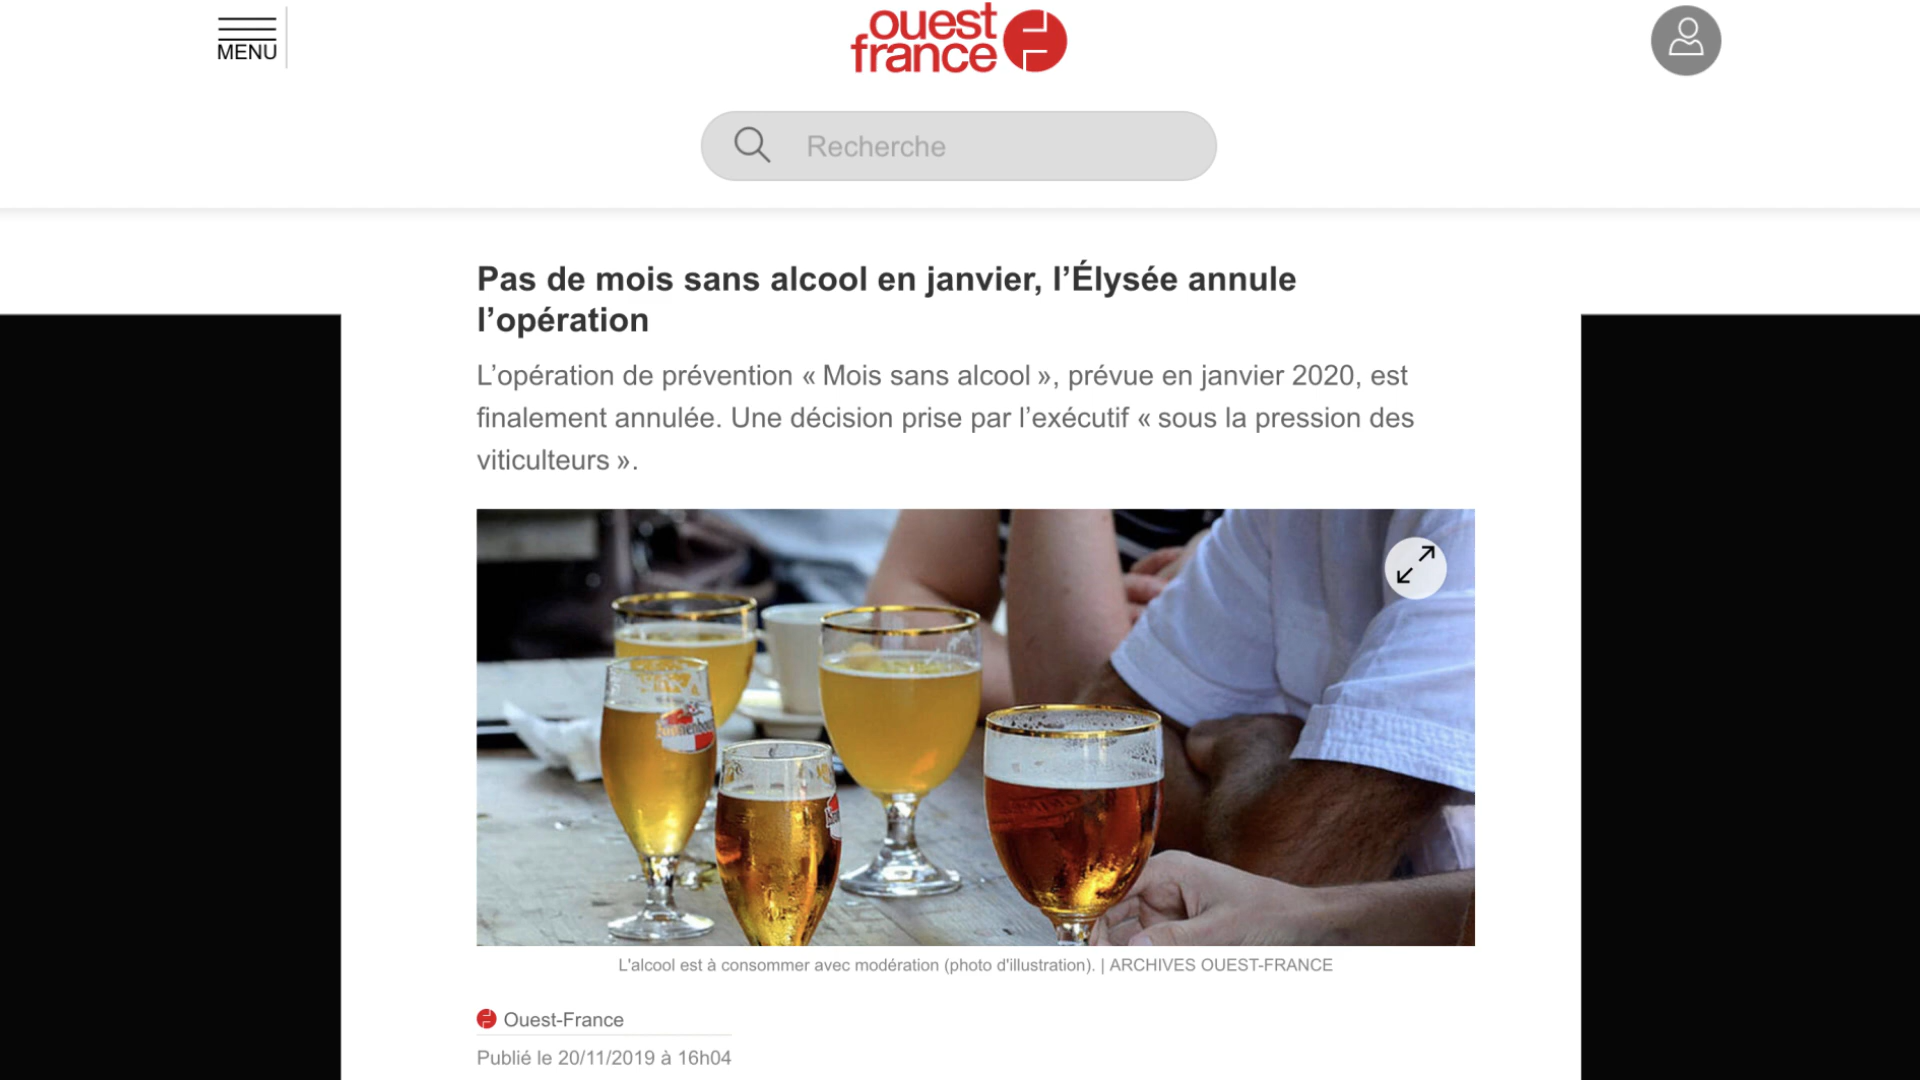 MENU
ouest
france
Recherche
Pas de mois sans alcool en janvier, l’Élysée annule
l’opération
L’opération de prévention « Mois sans alcool », prévue en janvier 2020, est
finalement annulée. Une décision prise par l’exécutif « sous la pression des
viticulteurs ».
L'alcool est à consommer avec modération (photo d'illustration). | ARCHIVES OUEST-FRANCE
Ouest-France
Publié le 20/11/2019 à 16h04